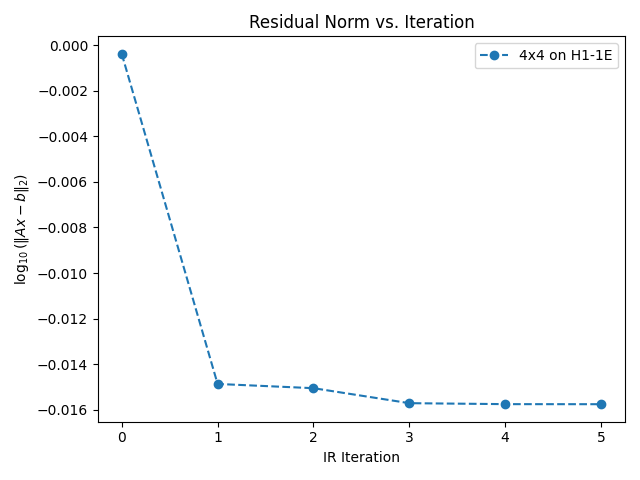 Residual Norm vs. Iteration
4x4 on H1-1E
0.000
−0.002
−0.004
−0.006
−0.008
−0.010
−0.012
−0.014
−0.016
log₁₀(‖Ax − b‖₂)
0 1 2 3 4 5
IR Iteration